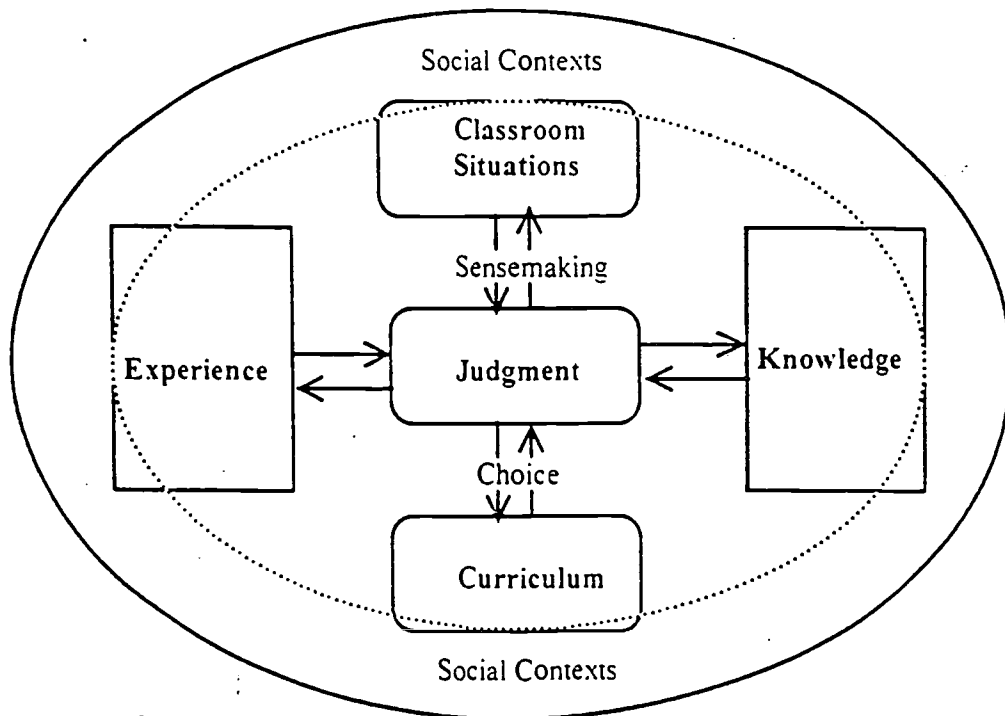 Social Contexts
Classroom
Situations
Sensemaking
Experience
Judgment
Knowledge
Choice
Curriculum
Social Contexts